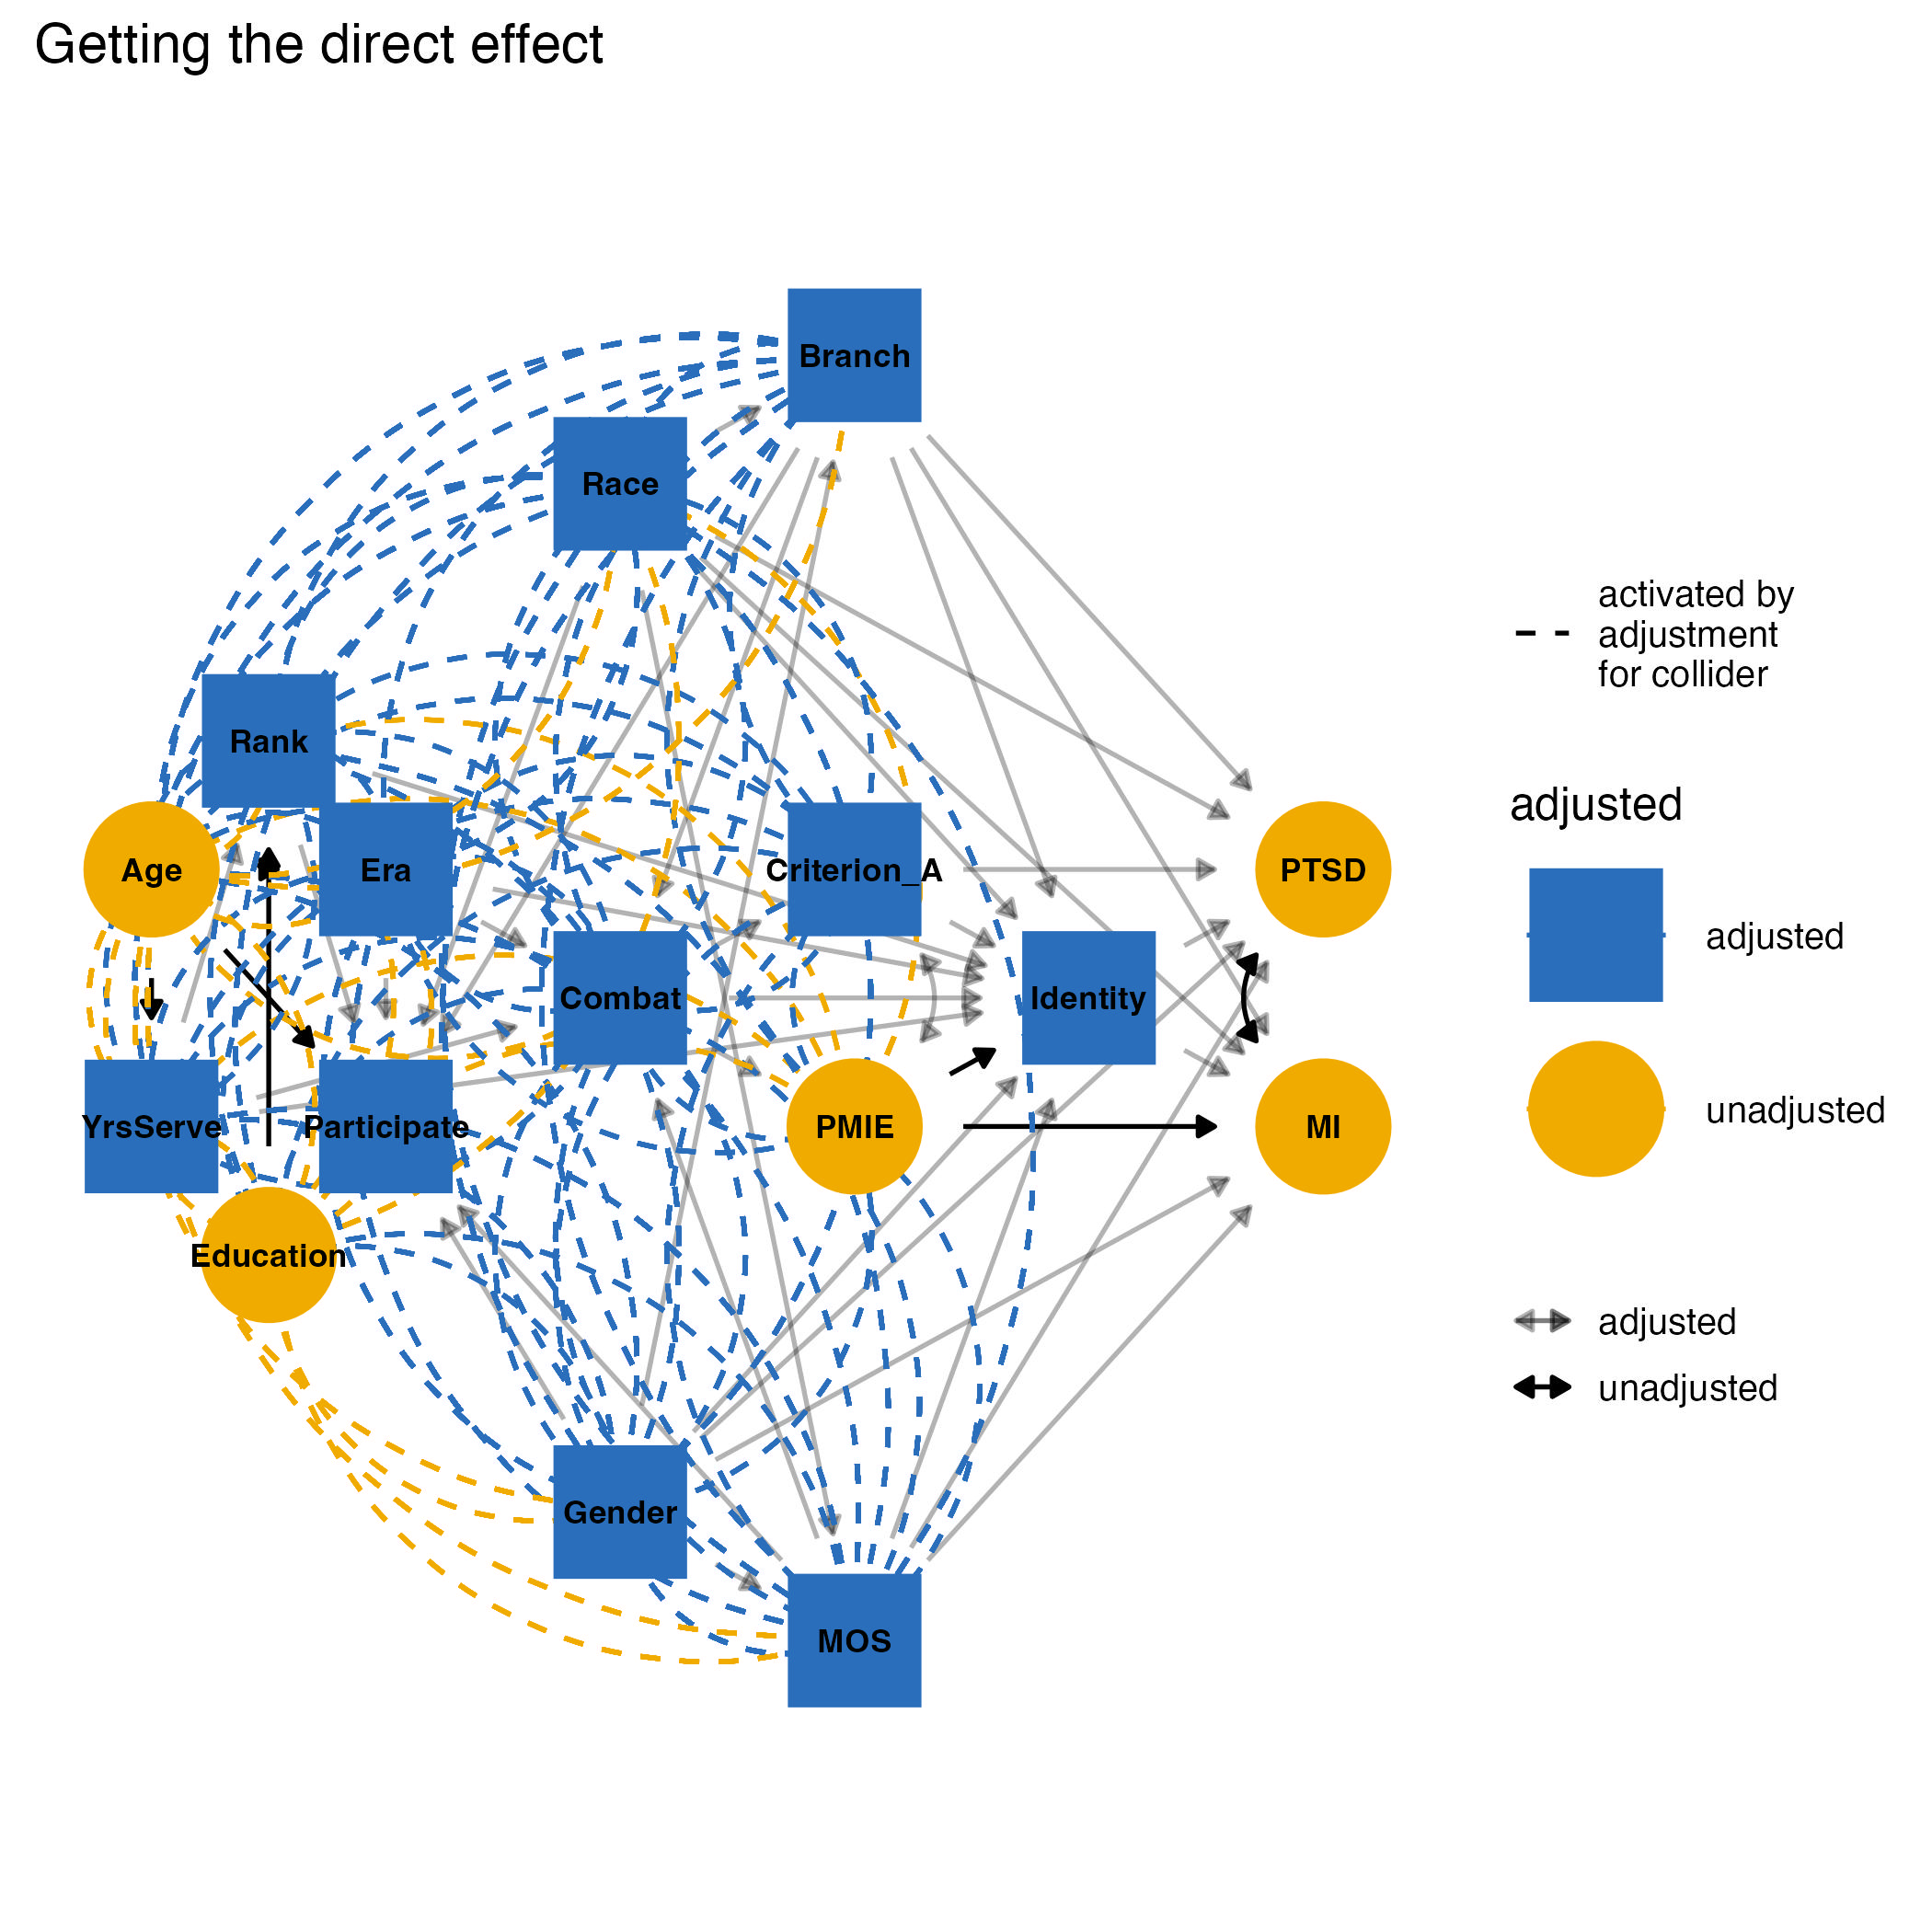 Getting the direct effect
Branch
Race
Rank
Age
Era
Criterion_A
PTSD
Combat
Identity
YrsServe
Participate
PMIE
MI
Education
Gender
MOS
activated by
adjustment
for collider
adjusted
adjusted
unadjusted
adjusted
unadjusted